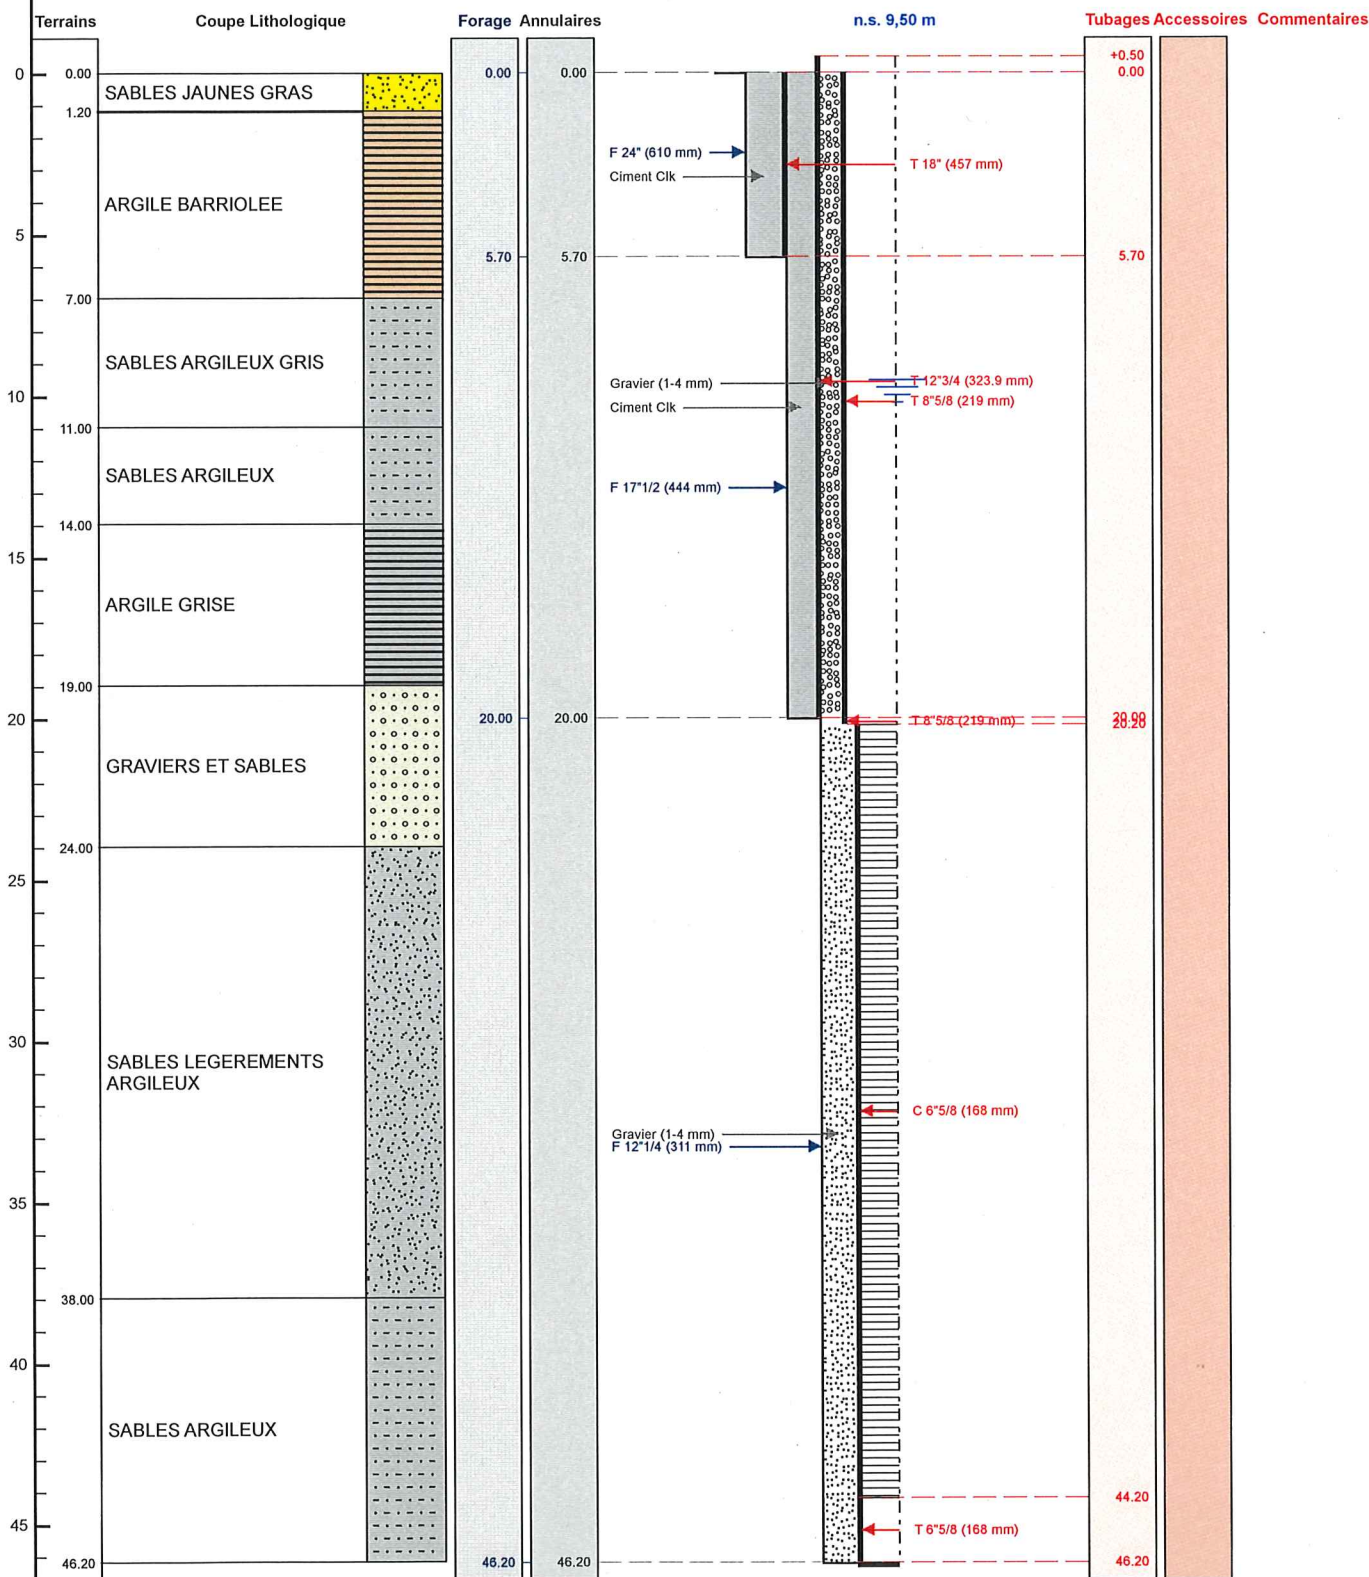 Terrains Coupe Lithologique Forage Annulaires n.s. 9,50 m Tubages Accessoires Commentaires
+0.50
0 0.00 0.00 0.00 0.00
SABLES JAUNES GRAS
1.20
F 24" (610 mm) T 18" (457 mm)
Ciment Clk
ARGILE BARRIOLEE
5
5.70 5.70 5.70
7.00
SABLES ARGILEUX GRIS
Gravier (1-4 mm) T 12"3/4 (323.9 mm)
10 Ciment Clk T 8"5/8 (219 mm)
11.00
SABLES ARGILEUX
F 17"1/2 (444 mm)
14.00
15
ARGILE GRISE
19.00
20 20.00 20.00 T 8"5/8 (219 mm) 20.00
20.20
GRAVIERS ET SABLES
24.00
25
30
SABLES LEGEREMENTS
ARGILEUX
C 6"5/8 (168 mm)
Gravier (1-4 mm)
F 12"1/4 (311 mm)
35
38.00
40
SABLES ARGILEUX
44.20
45 T 6"5/8 (168 mm)
46.20 46.20 46.20 46.20